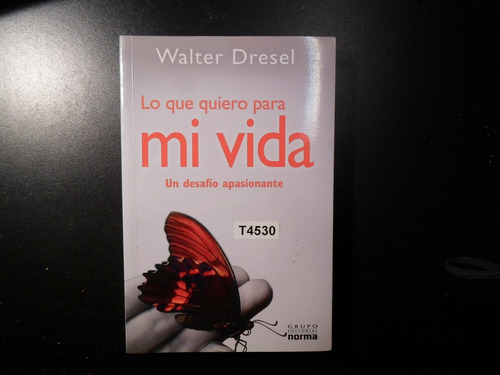 Walter Dresel
Lo que quiero para
mi vida
Un desafío apasionante
T4530
GRUPO
EDITORIAL
norma